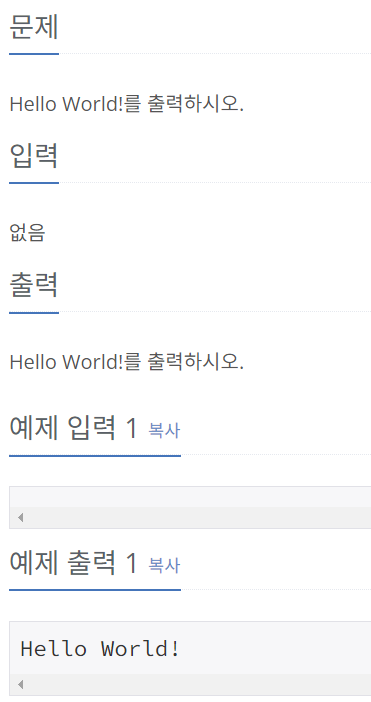 문제
Hello World!를 출력하시오.
입력
없음
출력
Hello World!를 출력하시오.
예제 입력 1 복사
예제 출력 1 복사
Hello World!